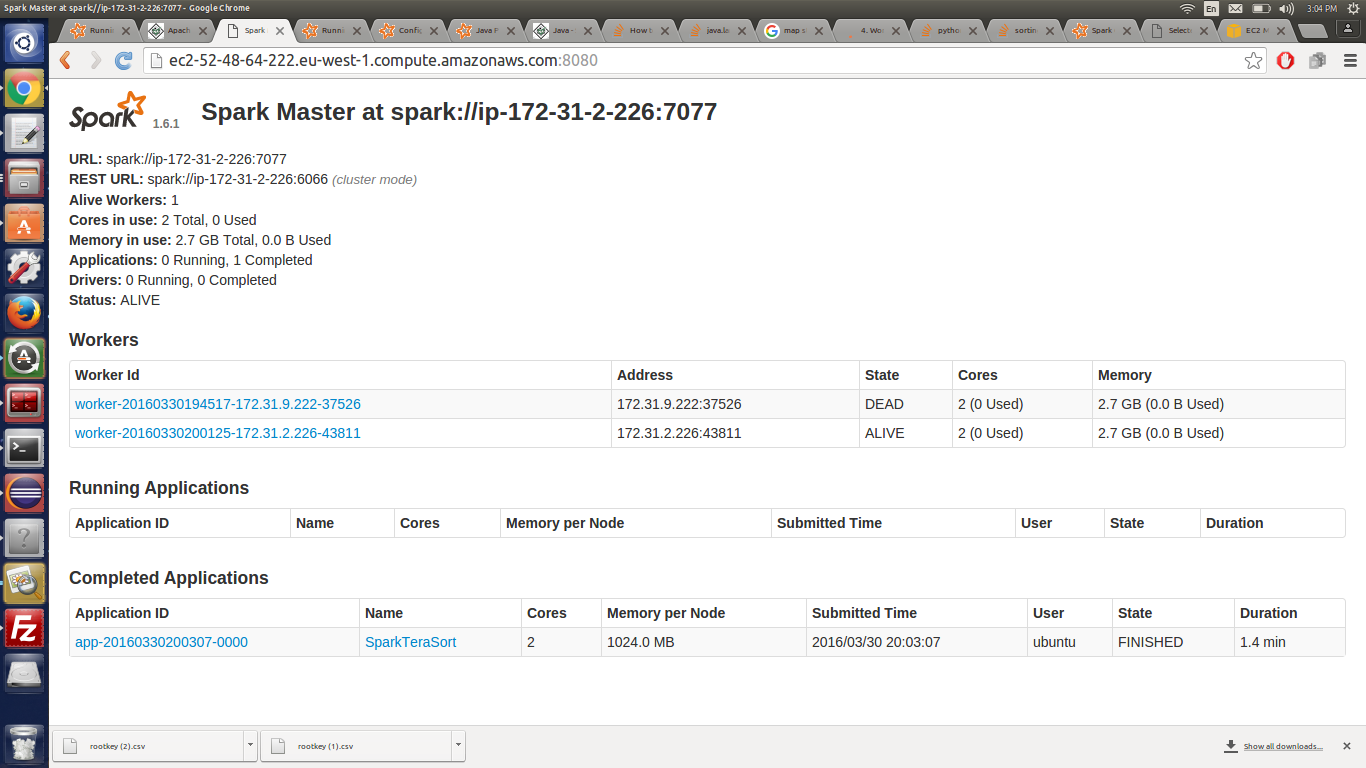 Spark Master at spark://ip-172-31-2-226:7077 - Google Chrome
En
3:04 PM
Runni
Apach
Spark
Runni
Config
Java F
Java -
How t
java.la
map s
4. Wo
python
sortin
Spark
Select
EC2 M
ec2-52-48-64-222.eu-west-1.compute.amazonaws.com:8080
Spark 1.6.1 Spark Master at spark://ip-172-31-2-226:7077
URL: spark://ip-172-31-2-226:7077
REST URL: spark://ip-172-31-2-226:6066 (cluster mode)
Alive Workers: 1
Cores in use: 2 Total, 0 Used
Memory in use: 2.7 GB Total, 0.0 B Used
Applications: 0 Running, 1 Completed
Drivers: 0 Running, 0 Completed
Status: ALIVE
Workers
Worker Id Address State Cores Memory
worker-20160330194517-172.31.9.222-37526 172.31.9.222:37526 DEAD 2 (0 Used) 2.7 GB (0.0 B Used)
worker-20160330200125-172.31.2.226-43811 172.31.2.226:43811 ALIVE 2 (0 Used) 2.7 GB (0.0 B Used)
Running Applications
Application ID Name Cores Memory per Node Submitted Time User State Duration
Completed Applications
Application ID Name Cores Memory per Node Submitted Time User State Duration
app-20160330200307-0000 SparkTeraSort 2 1024.0 MB 2016/03/30 20:03:07 ubuntu FINISHED 1.4 min
rootkey (2).csv
rootkey (1).csv
Show all downloads...